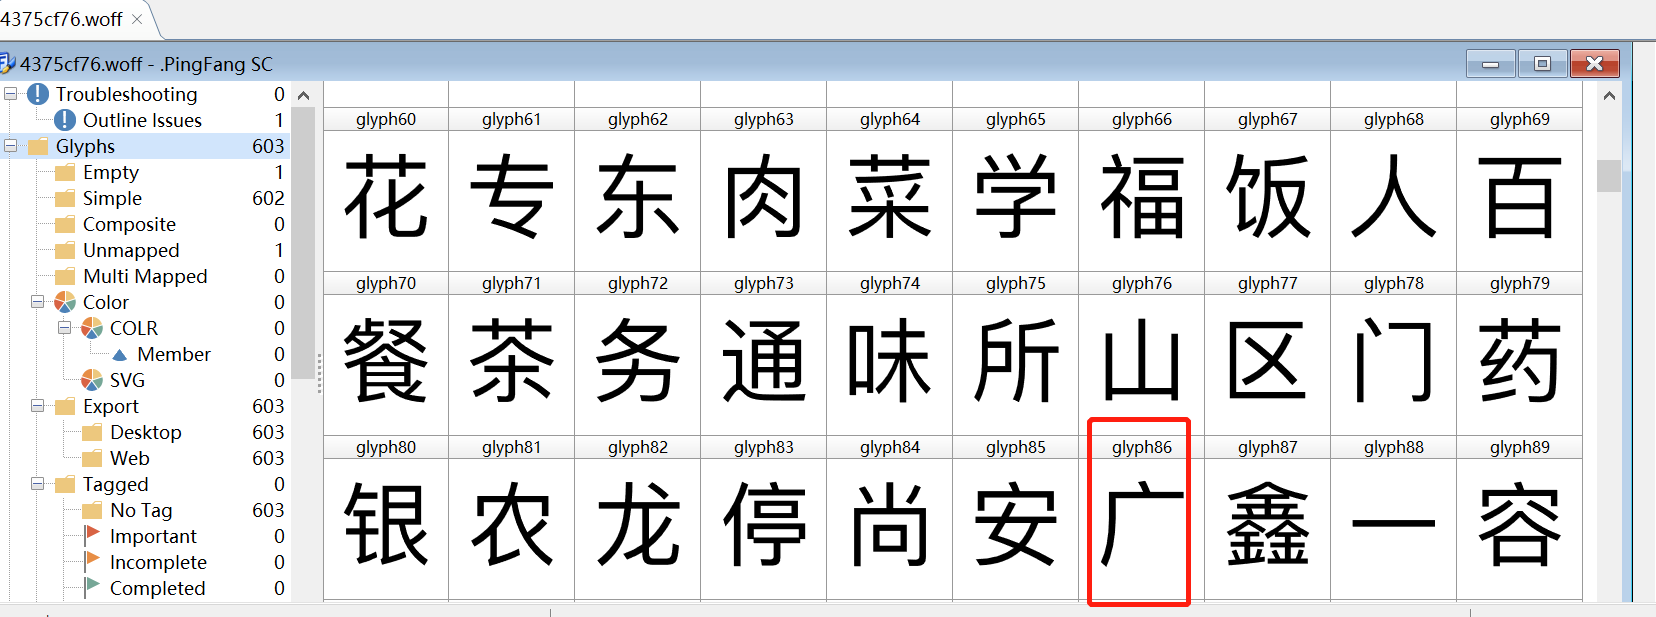 4375cf76.woff
4375cf76.woff - .PingFang SC
Troubleshooting 0
Outline Issues 1
Glyphs 603
Empty 1
Simple 602
Composite 0
Unmapped 1
Multi Mapped 0
Color 0
COLR 0
Member 0
SVG 0
Export 603
Desktop 603
Web 603
Tagged 0
No Tag 603
Important 0
Incomplete 0
Completed 0
glyph60 glyph61 glyph62 glyph63 glyph64 glyph65 glyph66 glyph67 glyph68 glyph69
花 专 东 肉 菜 学 福 饭 人 百
glyph70 glyph71 glyph72 glyph73 glyph74 glyph75 glyph76 glyph77 glyph78 glyph79
餐 茶 务 通 味 所 山 区 门 药
glyph80 glyph81 glyph82 glyph83 glyph84 glyph85 glyph86 glyph87 glyph88 glyph89
银 农 龙 停 尚 安 广 鑫 一 容